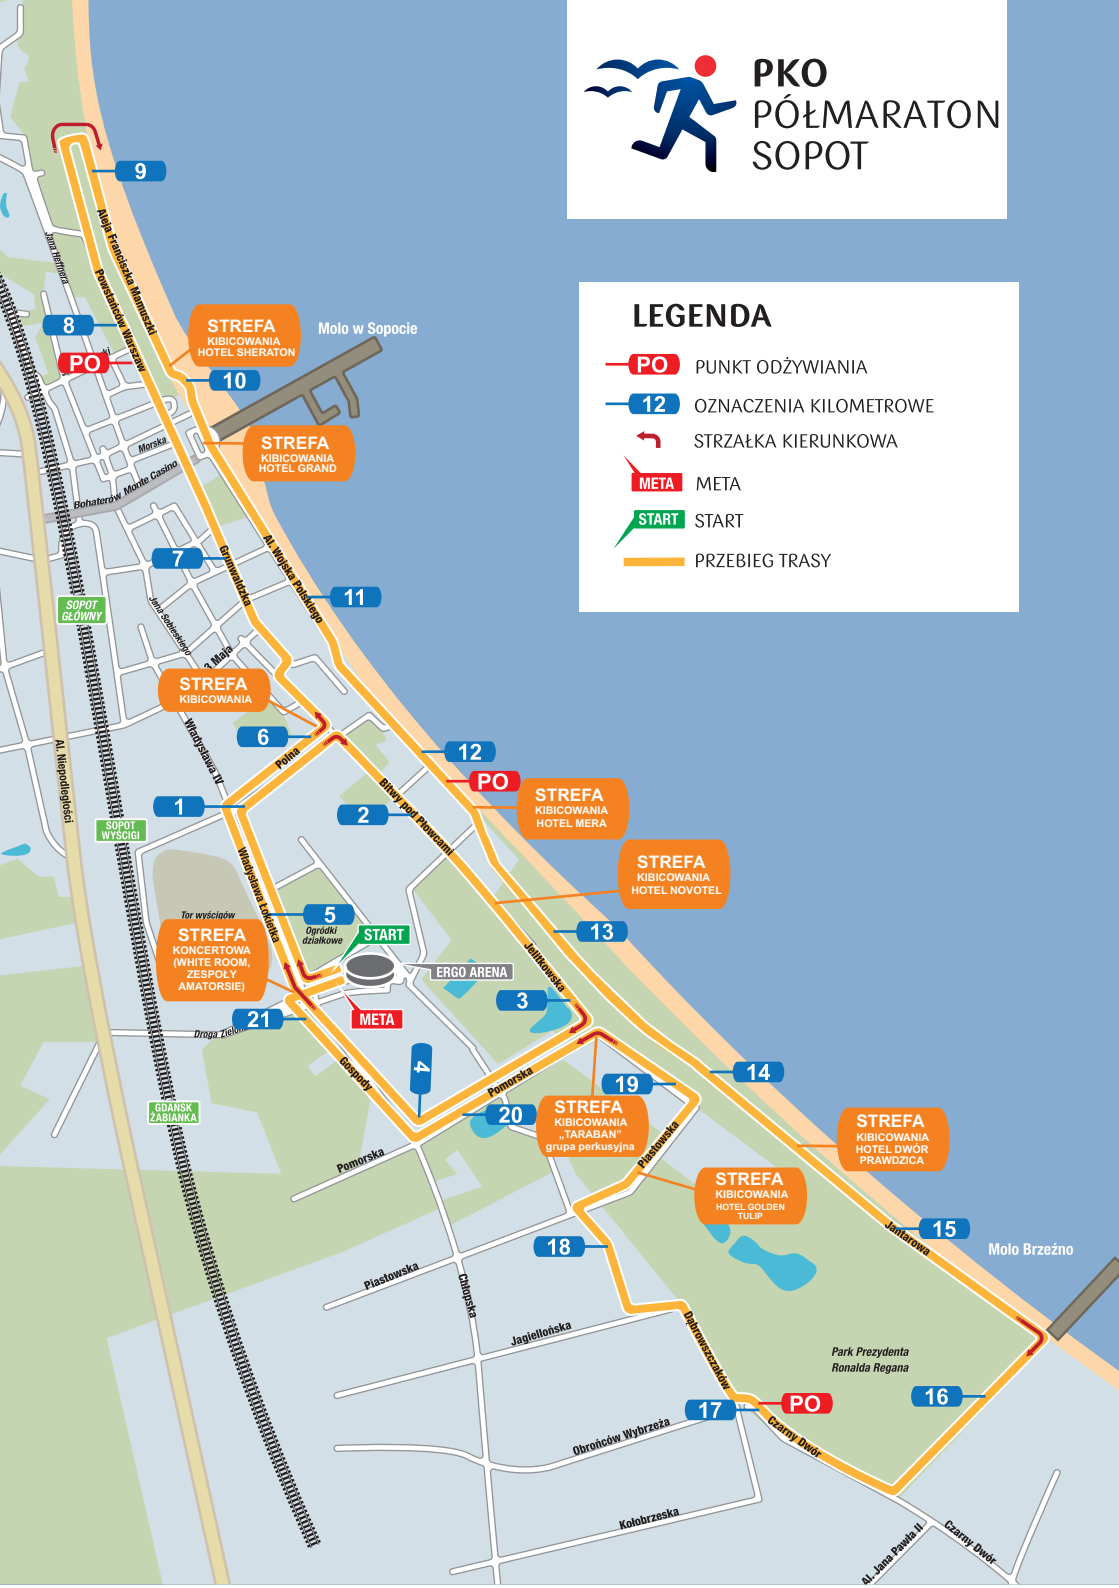 PKO
PÓŁMARATON
SOPOT
LEGENDA
PO
PUNKT ODŻYWIANIA
12
OZNACZENIA KILOMETROWE
STRZAŁKA KIERUNKOWA
META
META
START
START
PRZEBIEG TRASY
9
Aleja Franciszka Mamuszki
Jana Heffnera
Powstańców Warszawy
8
PO
STREFA
KIBICOWANIA
HOTEL SHERATON
Molo w Sopocie
10
STREFA
KIBICOWANIA
HOTEL GRAND
Morska
Bohaterów Monte Casino
7
Grunwaldzka
Al. Wojska Polskiego
11
SOPOT
GŁÓWNY
Jana Sobieskiego
3 Maja
STREFA
KIBICOWANIA
6
Władysława IV
Polna
Al. Niepodległości
12
PO
STREFA
KIBICOWANIA
HOTEL MERA
1
2
Bitwy pod Płowcami
SOPOT
WYŚCIGI
STREFA
KIBICOWANIA
HOTEL NOVOTEL
Władysława Łokietka
Tor wyścigów
5
Ogródki
działkowe
START
13
STREFA
KONCERTOWA
(WHITE ROOM,
ZESPOŁY
AMATORSIE)
Jelitkowska
ERGO ARENA
3
META
21
Droga Zielon
Gospody
4
Pomorska
20
19
14
GDAŃSK
ŻABIANKA
STREFA
KIBICOWANIA
„TARABAN”
grupa perkusyjna
STREFA
KIBICOWANIA
HOTEL DWÓR
PRAWDZICA
Pomorska
Piastowska
STREFA
KIBICOWANIA
HOTEL GOLDEN
TULIP
15
Jantarowa
Molo Brzeźno
18
Piastowska
Chłopska
Jagiellońska
Dąbrowszczaków
Park Prezydenta
Ronalda Regana
16
17
PO
Czarny Dwór
Obrońców Wybrzeża
Kołobrzeska
Al. Jana Pawła II
Czarny Dwór